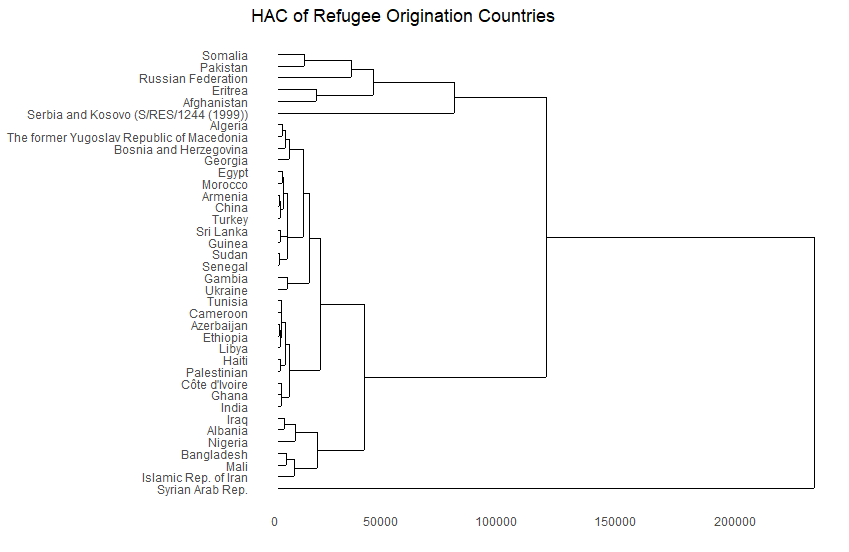 HAC of Refugee Origination Countries
Somalia
Pakistan
Russian Federation
Eritrea
Afghanistan
Serbia and Kosovo (S/RES/1244 (1999))
Algeria
The former Yugoslav Republic of Macedonia
Bosnia and Herzegovina
Georgia
Egypt
Morocco
Armenia
China
Turkey
Sri Lanka
Guinea
Sudan
Senegal
Gambia
Ukraine
Tunisia
Cameroon
Azerbaijan
Ethiopia
Libya
Haiti
Palestinian
Côte d'Ivoire
Ghana
India
Iraq
Albania
Nigeria
Bangladesh
Mali
Islamic Rep. of Iran
Syrian Arab Rep.
0 50000 100000 150000 200000